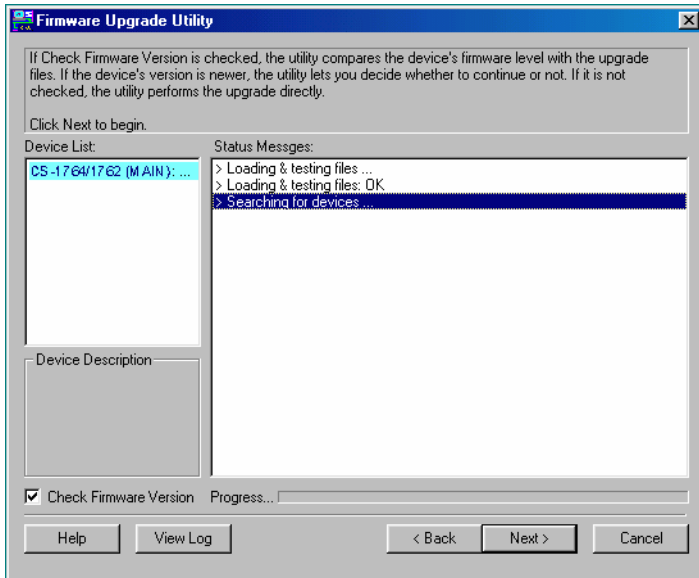 Firmware Upgrade Utility
If Check Firmware Version is checked, the utility compares the device's firmware level with the upgrade
files. If the device's version is newer, the utility lets you decide whether to continue or not. If it is not
checked, the utility performs the upgrade directly.
Click Next to begin.
Device List:
Status Messges:
CS-1764/1762 (MAIN): ...
> Loading & testing files ...
> Loading & testing files: OK
> Searching for devices ...
Device Description
Check Firmware Version
Progress...
Help
View Log
< Back
Next >
Cancel